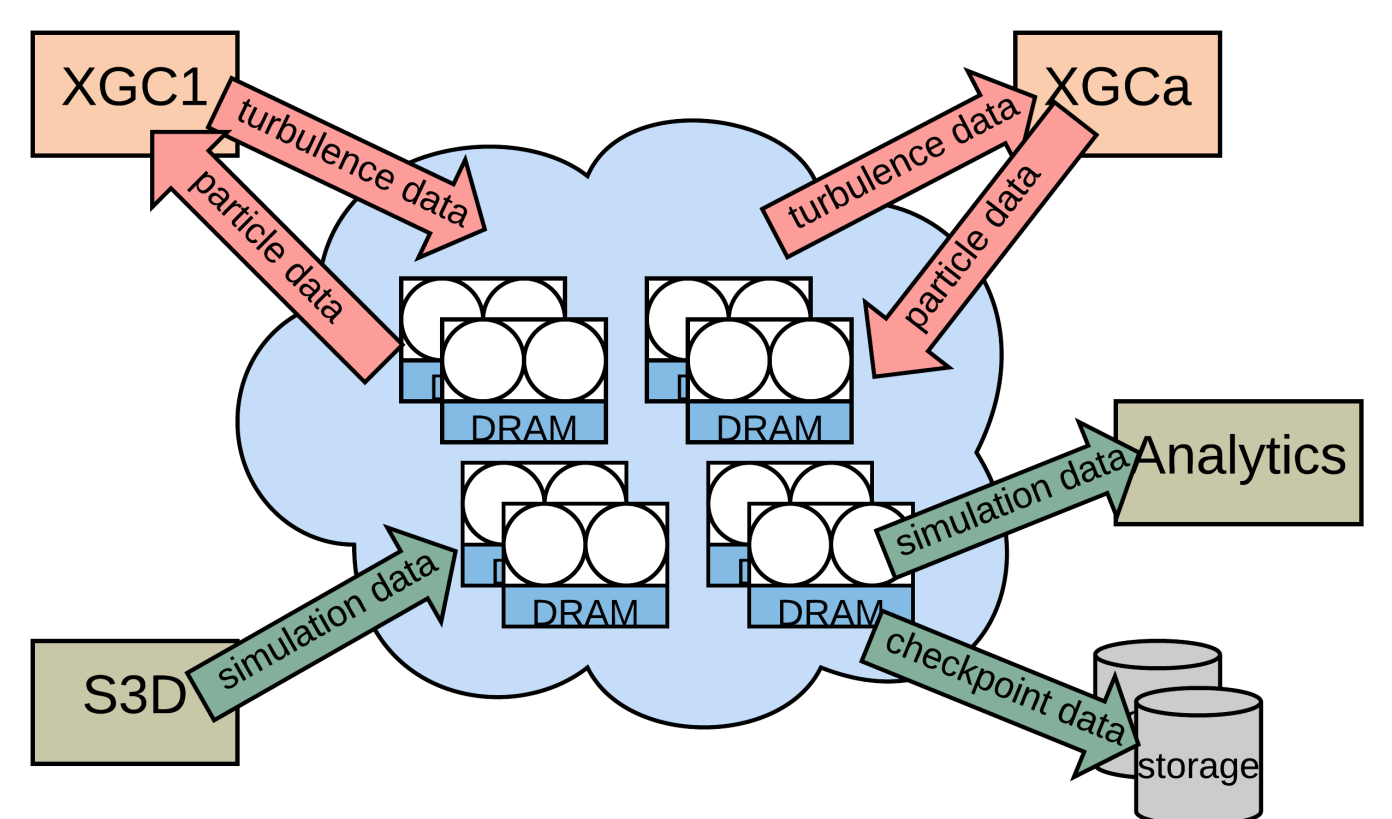 XGC1
XGCa
turbulence data
turbulence data
particle data
particle data
DRAM
DRAM
Analytics
simulation data
simulation data
DRAM
DRAM
S3D
checkpoint data
storage